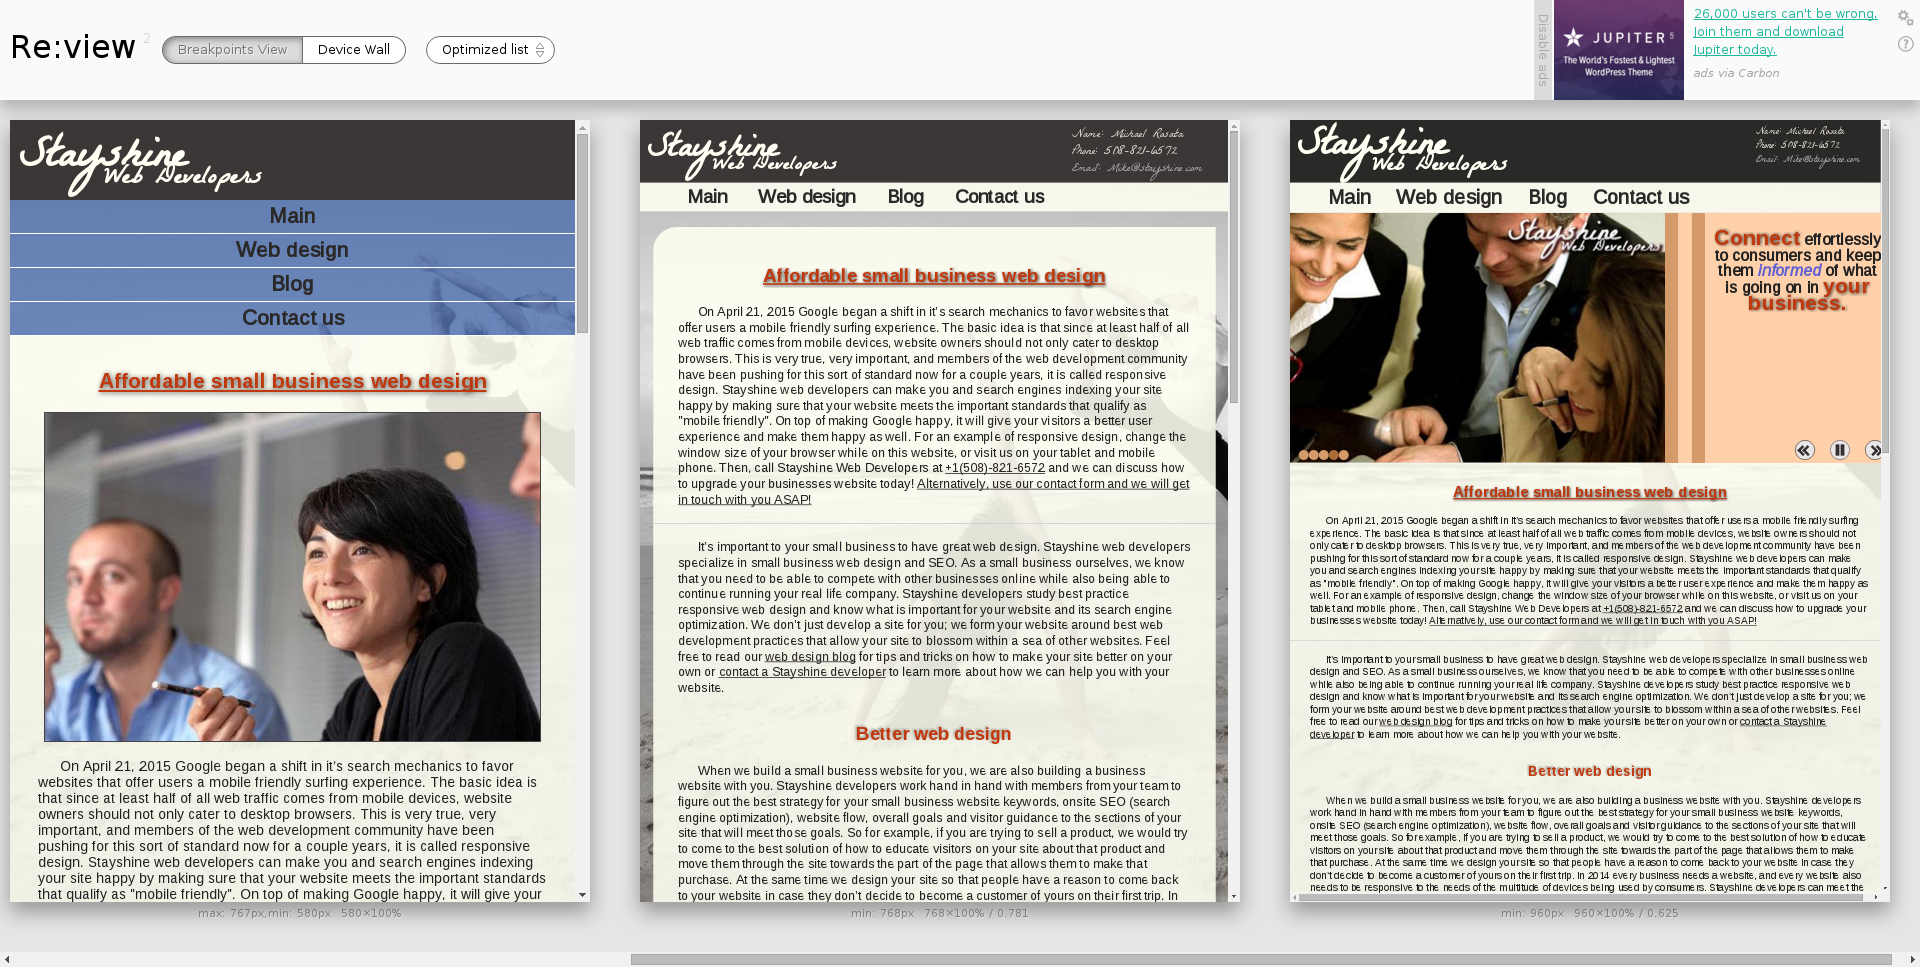 Re:view 2
Breakpoints View
Device Wall
Optimized list
Disable ads
JUPITER 5
The World's Fastest & Lightest
WordPress Theme
26,000 users can't be wrong.
Join them and download
Jupiter today.
ads via Carbon
Stayshine
Web Developers
Main
Web design
Blog
Contact us
Affordable small business web design
On April 21, 2015 Google began a shift in it's search mechanics to favor
websites that offer users a mobile friendly surfing experience. The basic idea is
that since at least half of all web traffic comes from mobile devices, website
owners should not only cater to desktop browsers. This is very true, very
important, and members of the web development community have been
pushing for this sort of standard now for a couple years, it is called responsive
design. Stayshine web developers can make you and search engines indexing
your site happy by making sure that your website meets the important standards
that qualify as "mobile friendly". On top of making Google happy, it will give your
max: 767px,min: 580px 580×100%
Stayshine
Web Developers
Name: Michael Rosata
Phone: 508-821-6572
Email: Mike@stayshine.com
Main Web design Blog Contact us
Affordable small business web design
On April 21, 2015 Google began a shift in it's search mechanics to favor websites that
offer users a mobile friendly surfing experience. The basic idea is that since at least half of all
web traffic comes from mobile devices, website owners should not only cater to desktop
browsers. This is very true, very important, and members of the web development community
have been pushing for this sort of standard now for a couple years, it is called responsive
design. Stayshine web developers can make you and search engines indexing your site
happy by making sure that your website meets the important standards that qualify as
"mobile friendly". On top of making Google happy, it will give your visitors a better user
experience and make them happy as well. For an example of responsive design, change the
window size of your browser while on this website, or visit us on your tablet and mobile
phone. Then, call Stayshine Web Developers at +1(508)-821-6572 and we can discuss how
to upgrade your businesses website today! Alternatively, use our contact form and we will get
in touch with you ASAP!
It's important to your small business to have great web design. Stayshine web developers
specialize in small business web design and SEO. As a small business ourselves, we know
that you need to be able to compete with other businesses online while also being able to
continue running your real life company. Stayshine developers study best practice
responsive web design and know what is important for your website and its search engine
optimization. We don't just develop a site for you; we form your website around best web
development practices that allow your site to blossom within a sea of other websites. Feel
free to read our web design blog for tips and tricks on how to make your site better on your
own or contact a Stayshine developer to learn more about how we can help you with your
website.
Better web design
When we build a small business website for you, we are also building a business
website with you. Stayshine developers work hand in hand with members from your team to
figure out the best strategy for your small business website keywords, onsite SEO (search
engine optimization), website flow, overall goals and visitor guidance to the sections of your
site that will meet those goals. So for example, if you are trying to sell a product, we would try
to come to the best solution of how to educate visitors on your site about that product and
move them through the site towards the part of the page that allows them to make that
purchase. At the same time we design your site so that people have a reason to come back
to your website in case they don't decide to become a customer of yours on their first trip. In
min: 768px 768×100% / 0.781
Stayshine
Web Developers
Name: Michael Rosata
Phone: 508-821-6572
Email: Mike@stayshine.com
Main Web design Blog Contact us
Stayshine
Web Developers
Connect effortlessly
to consumers and keep
them informed of what
is going on in your
business.
Affordable small business web design
On April 21, 2015 Google began a shift in it's search mechanics to favor websites that offer users a mobile friendly surfing
experience. The basic idea is that since at least half of all web traffic comes from mobile devices, website owners should not
only cater to desktop browsers. This is very true, very important, and members of the web development community have been
pushing for this sort of standard now for a couple years, it is called responsive design. Stayshine web developers can make
you and search engines indexing your site happy by making sure that your website meets the important standards that qualify
as "mobile friendly". On top of making Google happy, it will give your visitors a better user experience and make them happy as
well. For an example of responsive design, change the window size of your browser while on this website, or visit us on your
tablet and mobile phone. Then, call Stayshine Web Developers at +1(508)-821-6572 and we can discuss how to upgrade your
businesses website today! Alternatively, use our contact form and we will get in touch with you ASAP!
It's important to your small business to have great web design. Stayshine web developers specialize in small business web
design and SEO. As a small business ourselves, we know that you need to be able to compete with other businesses online
while also being able to continue running your real life company. Stayshine developers study best practice responsive web
design and know what is important for your website and its search engine optimization. We don't just develop a site for you; we
form your website around best web development practices that allow your site to blossom within a sea of other websites. Feel
free to read our web design blog for tips and tricks on how to make your site better on your own or contact a Stayshine
developer to learn more about how we can help you with your website.
Better web design
When we build a small business website for you, we are also building a business website with you. Stayshine developers
work hand in hand with members from your team to figure out the best strategy for your small business website keywords,
onsite SEO (search engine optimization), website flow, overall goals and visitor guidance to the sections of your site that will
meet those goals. So for example, if you are trying to sell a product, we would try to come to the best solution of how to educate
visitors on your site about that product and move them through the site towards the part of the page that allows them to make
that purchase. At the same time we design your site so that people have a reason to come back to your website in case they
don't decide to become a customer of yours on their first trip. In 2014 every business needs a website, and every website also
needs to be responsive to the needs of the multitude of devices being used by consumers. Stayshine developers can meet the
min: 960px 960×100% / 0.625